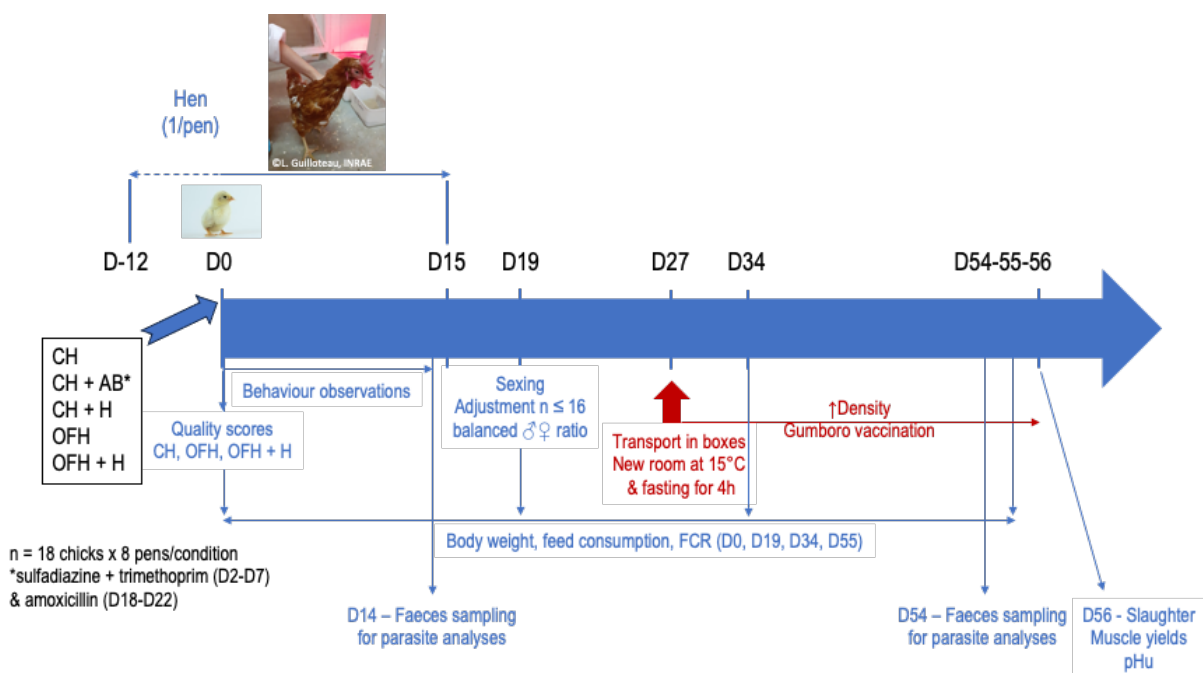 Hen
(1/pen)
©L. Guilloteau, INRAE
D-12
D0
D15
D19
D27
D34
D54-55-56
CH
CH + AB*
CH + H
OFH
OFH + H
Behaviour observations
Quality scores
CH, OFH, OFH + H
Sexing
Adjustment n ≤ 16
balanced ♂♀ ratio
Transport in boxes
New room at 15°C
& fasting for 4h
↑Density
Gumboro vaccination
Body weight, feed consumption, FCR (D0, D19, D34, D55)
n = 18 chicks x 8 pens/condition
*sulfadiazine + trimethoprim (D2-D7)
& amoxicillin (D18-D22)
D14 – Faeces sampling
for parasite analyses
D54 – Faeces sampling
for parasite analyses
D56 - Slaughter
Muscle yields
pHu